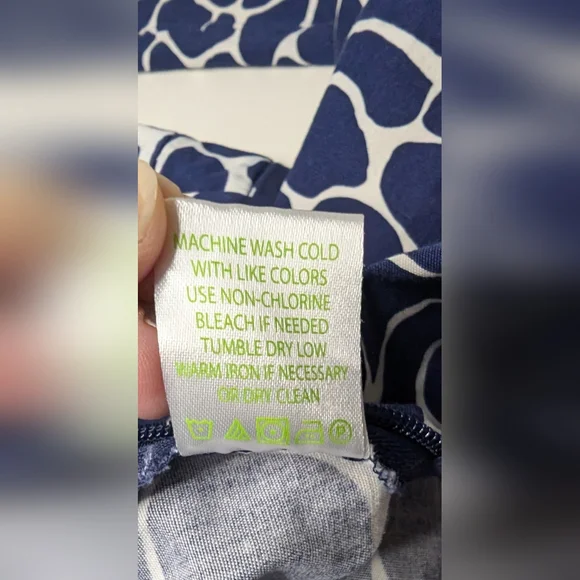 MACHINE WASH COLD
WITH LIKE COLORS
USE NON-CHLORINE
BLEACH IF NEEDED
TUMBLE DRY LOW
WARM IRON IF NECESSARY
OR DRY CLEAN